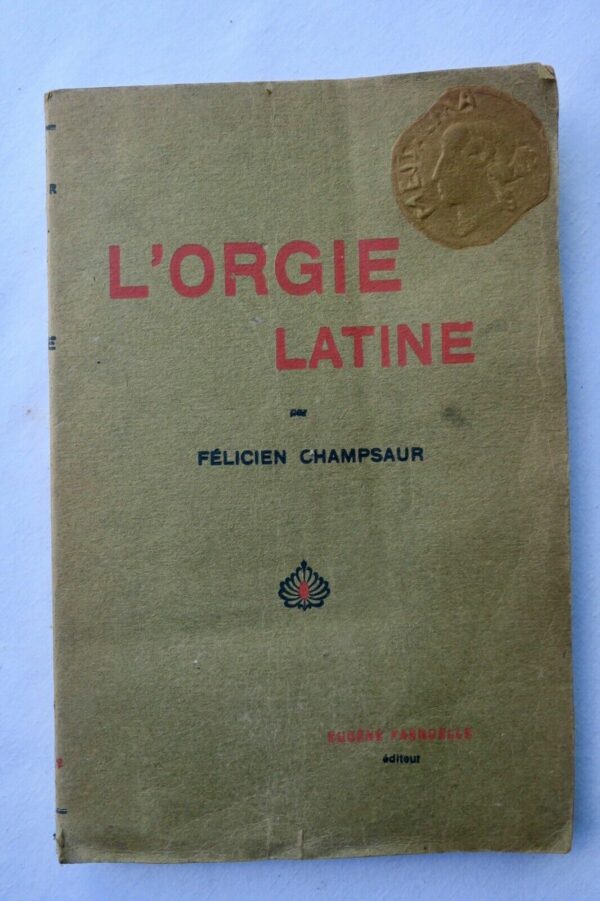 L'ORGIE
LATINE
par
FÉLICIEN CHAMPSAUR
EUGÈNE FASQUELLE
éditeur